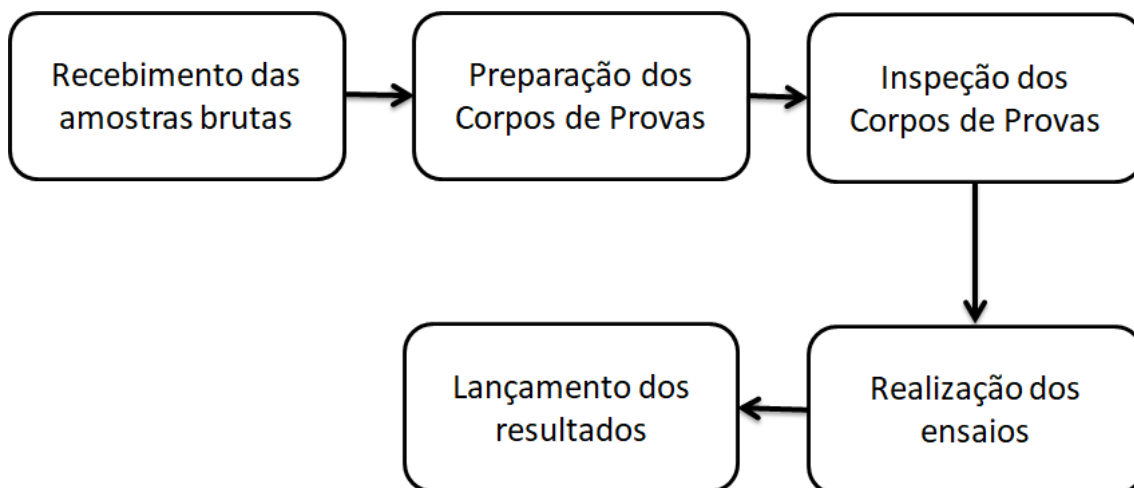 Recebimento das
amostras brutas
Preparação dos
Corpos de Provas
Inspeção dos
Corpos de Provas
Realização dos
ensaios
Lançamento dos
resultados